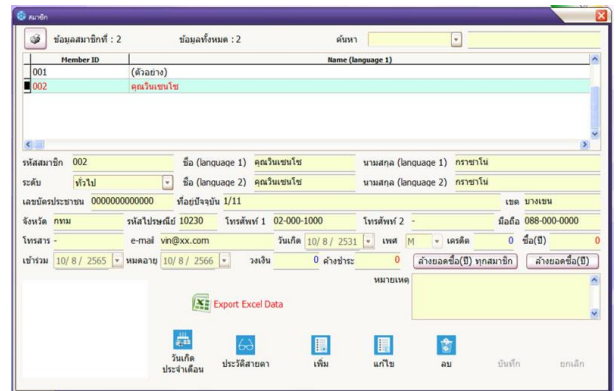 สมาชิก
ข้อมูลสมาชิกที่ : 2 ข้อมูลทั้งหมด : 2 ค้นหา
Member ID Name (language 1)
001 (ตัวอย่าง)
002 คุณวินเซนโซ่
รหัสสมาชิก 002 ชื่อ (language 1) คุณวินเซนโซ่ นามสกุล (language 1) กราซาโน่
ระดับ ทั่วไป ชื่อ (language 2) คุณวินเซนโซ่ นามสกุล (language 2) กราซาโน่
เลขบัตรประชาชน 0000000000000 ที่อยู่ปัจจุบัน 1/11 เขต บางเขน
จังหวัด กทม รหัสไปรษณีย์ 10230 โทรศัพท์ 1 02-000-1000 โทรศัพท์ 2 - มือถือ 088-000-0000
โทรสาร - e-mal vin@xx.com วันเกิด 10/ 8 / 2531 เพศ M เครดิต 0 ซื้อ(ปี) 0
เข้าร่วม 10/ 8 / 2565 หมดอายุ 10/ 8 / 2566 วงเงิน 0 ค้างชำระ 0 ล้างยอดซื้อ(ปี) ทุกสมาชิก ล้างยอดซื้อ(ปี)
หมายเหตุ
Export Excel Data
วันเกิด
ประจำเดือน ประวัติสายตา เพิ่ม แก้ไข ลบ บันทึก ยกเลิก